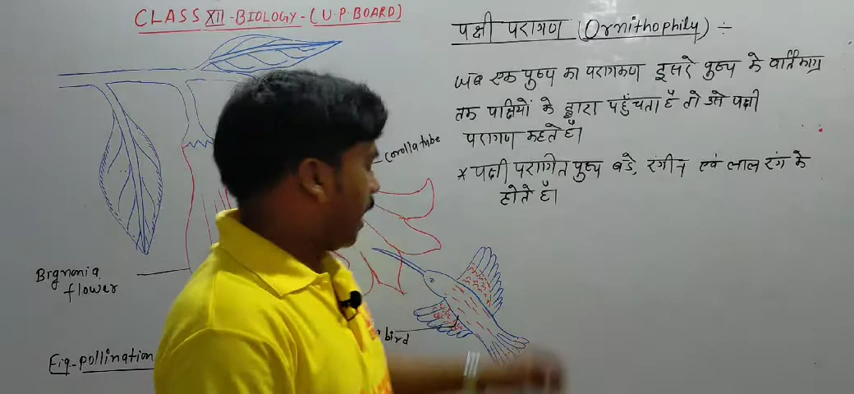 CLASS XII - BIOLOGY - (U.P. BOARD)
पक्षी परागण (Ornithophily) ÷
जब एक पुष्प का परागकण दूसरे पुष्प के वर्तिकाग्र
तक पक्षियों के द्वारा पहुँचता है तो उसे पक्षी
परागण कहते हैं।
* पक्षी परागित पुष्प बड़े, रंगीन एवं लाल रंग के
होते हैं।
corolla tube
Bignonia
flower
bird
Fig-pollination